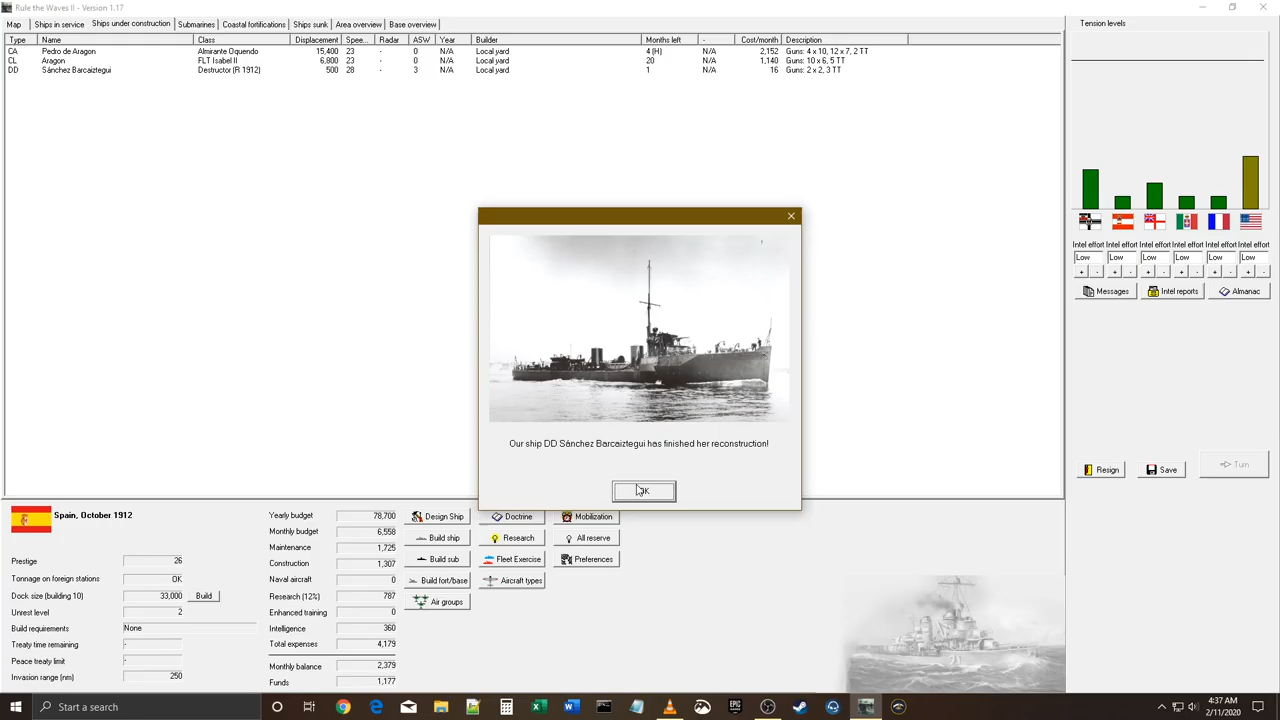 Rule the Waves II - Version 1.17
Map Ships in service Ships under construction Submarines Coastal fortifications Ships sunk Area overview Base overview
Type Name Class Displacement Spee... Radar ASW Year Builder Months left - Cost/month Description
CA Pedro de Aragon Almirante Oquendo 15,400 23 - 0 N/A Local yard 4 (H) N/A 2,152 Guns: 4 x 10, 12 x 7, 2 TT
CL Aragon FLT Isabel II 6,800 23 - 0 N/A Local yard 20 N/A 1,140 Guns: 10 x 6, 5 TT
DD Sánchez Barcaiztegui Destructor (R 1912) 500 28 - 3 N/A Local yard 1 N/A 16 Guns: 2 x 2, 3 TT
Our ship DD Sánchez Barcaiztegui has finished her reconstruction!
Tension levels
Intel effort Intel effort Intel effort Intel effort Intel effort Intel effort
Low Low Low Low Low Low
+ - + - + - + - + - + -
Messages Intel reports Almanac
Resign Save Turn
Spain, October 1912
Prestige 26
Tonnage on foreign stations OK
Dock size (building 10) 33,000 Build
Unrest level 2
Build requirements None
Treaty time remaining -
Peace treaty limit -
Invasion range (nm) 250
Yearly budget 78,700
Monthly budget 6,558
Maintenance 1,725
Construction 1,307
Naval aircraft 0
Research (12%) 787
Enhanced training 0
Intelligence 360
Total expenses 4,179
Monthly balance 2,379
Funds 1,177
Design Ship Doctrine Mobilization
Build ship Research All reserve
Build sub Fleet Exercise Preferences
Build fort/base Aircraft types
Air groups
Start a search
4:37 AM
2/11/2020